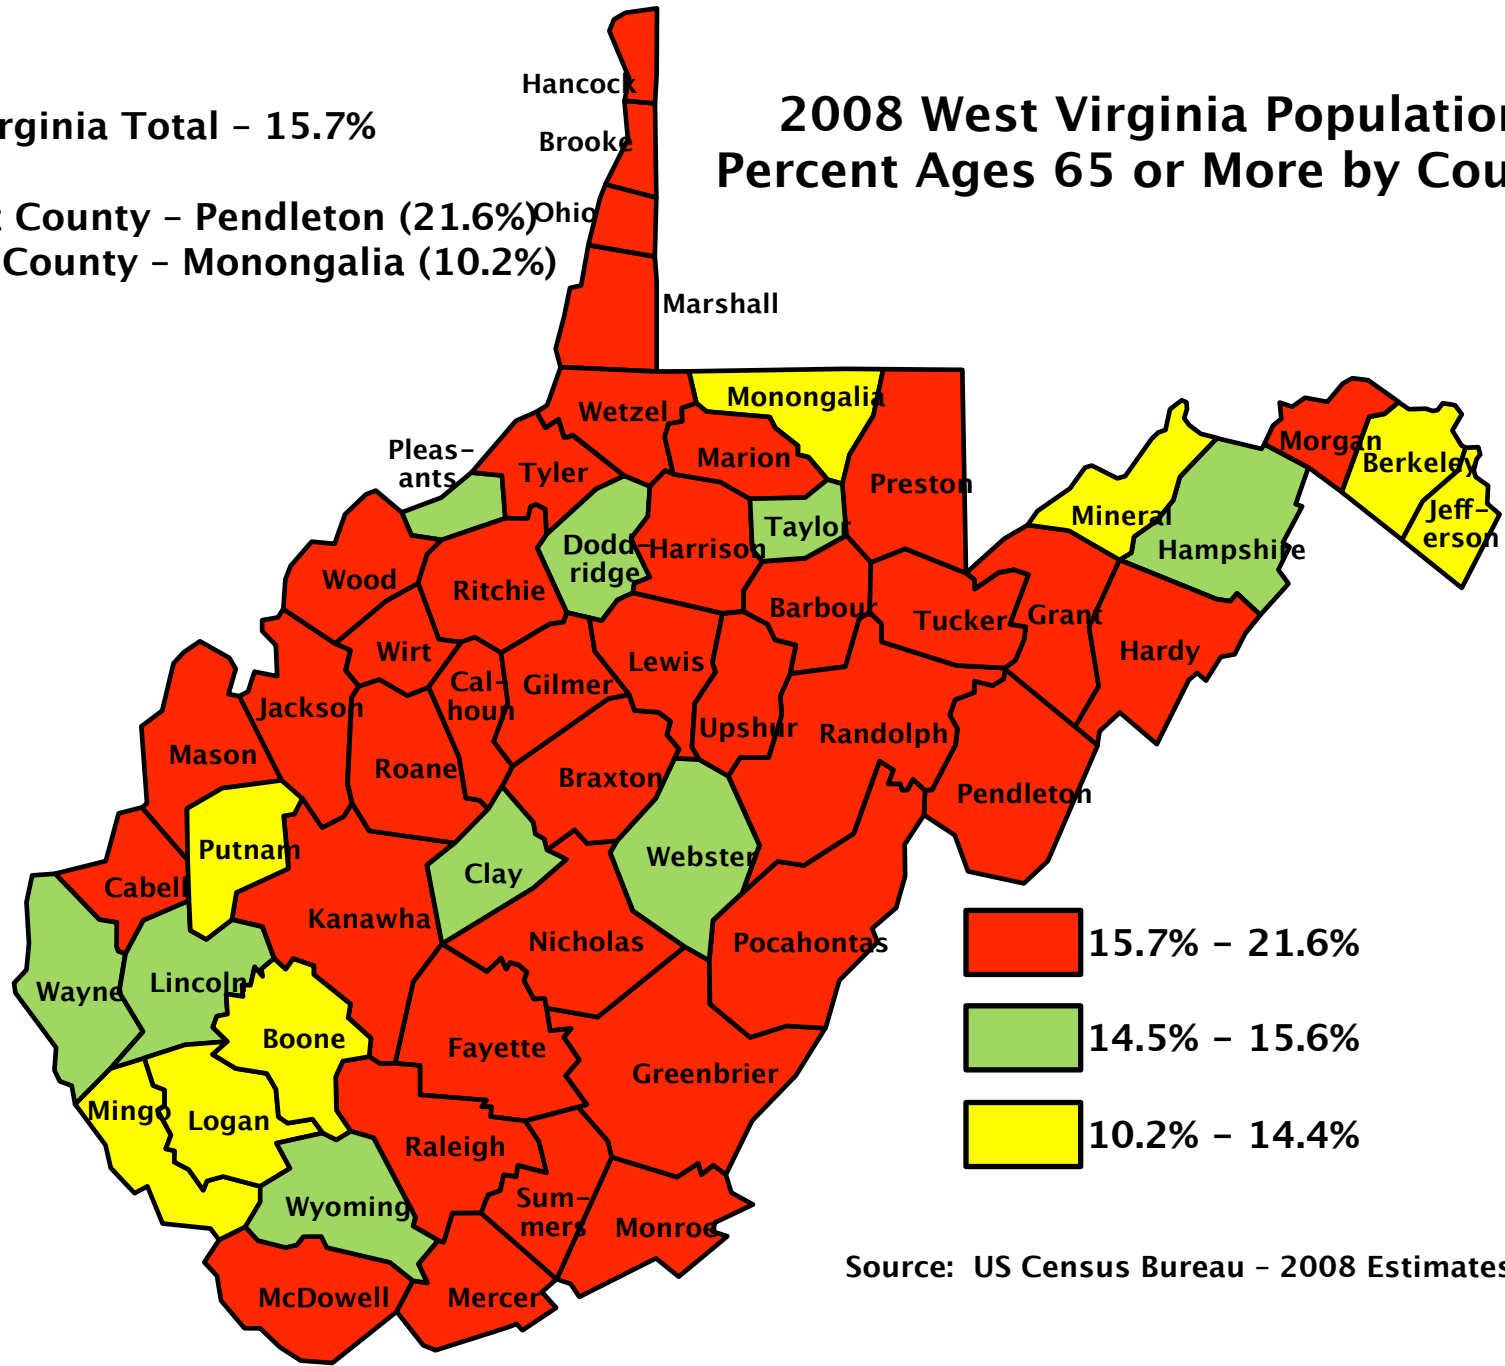 2008 West Virginia Population
Percent Ages 65 or More by Cou
rginia Total – 15.7%
County – Pendleton (21.6%)
County – Monongalia (10.2%)
Hancock
Brooke
Ohio
Marshall
Wetzel
Monongalia
Marion
Preston
Pleas-
ants
Tyler
Taylor
Dodd-
ridge
Harrison
Morgan
Berkeley
Jeff-
erson
Mineral
Hampshire
Wood
Ritchie
Barbour
Tucker
Grant
Hardy
Wirt
Cal-
houn
Gilmer
Lewis
Upshur
Randolph
Jackson
Mason
Roane
Braxton
Pendleton
Putnam
Clay
Webster
Cabell
Kanawha
Nicholas
Pocahontas
Wayne
Lincoln
Boone
Fayette
Greenbrier
Mingo
Logan
Raleigh
Wyoming
Sum-
mers
Monroe
McDowell
Mercer
15.7% – 21.6%
14.5% – 15.6%
10.2% – 14.4%
Source: US Census Bureau – 2008 Estimates